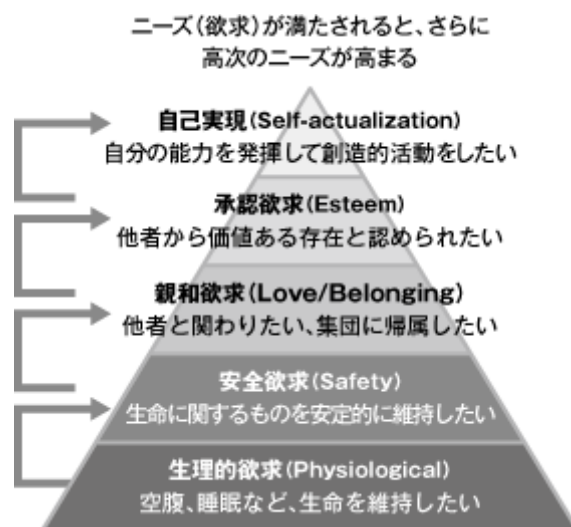 ニーズ(欲求)が満たされると、さらに
高次のニーズが高まる
自己実現(Self-actualization)
自分の能力を発揮して創造的活動をしたい
承認欲求(Esteem)
他者から価値ある存在と認められたい
親和欲求(Love/Belonging)
他者と関わりたい、集団に帰属したい
安全欲求(Safety)
生命に関するものを安定的に維持したい
生理的欲求(Physiological)
空腹、睡眠など、生命を維持したい